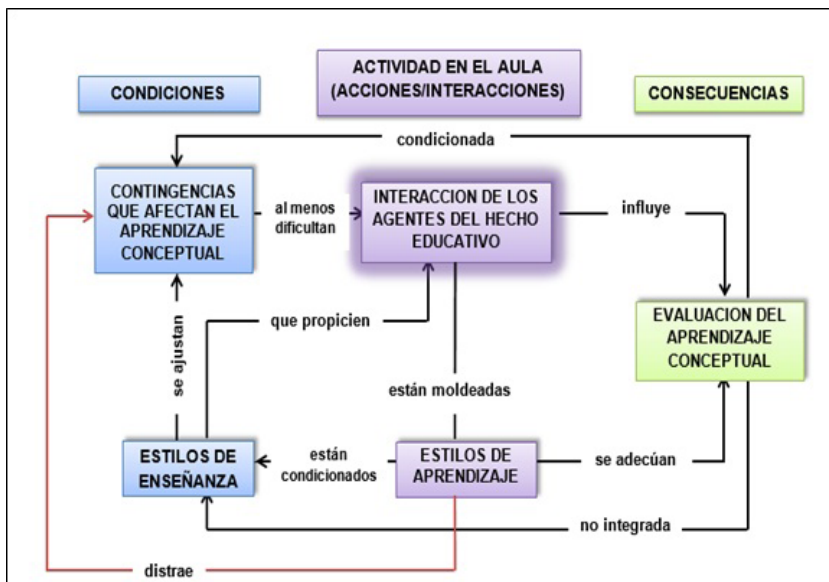 ACTIVIDAD EN EL AULA
(ACCIONES/INTERACCIONES)
CONDICIONES
CONSECUENCIAS
condicionada
CONTINGENCIAS
QUE AFECTAN EL
APRENDIZAJE
CONCEPTUAL
al menos
dificultan
INTERACCION DE LOS
AGENTES DEL HECHO
EDUCATIVO
influye
se ajustan
que propicien
EVALUACION DEL
APRENDIZAJE
CONCEPTUAL
están moldeadas
ESTILOS DE
ENSEÑANZA
están
condicionados
ESTILOS DE
APRENDIZAJE
se adecúan
no integrada
distrae